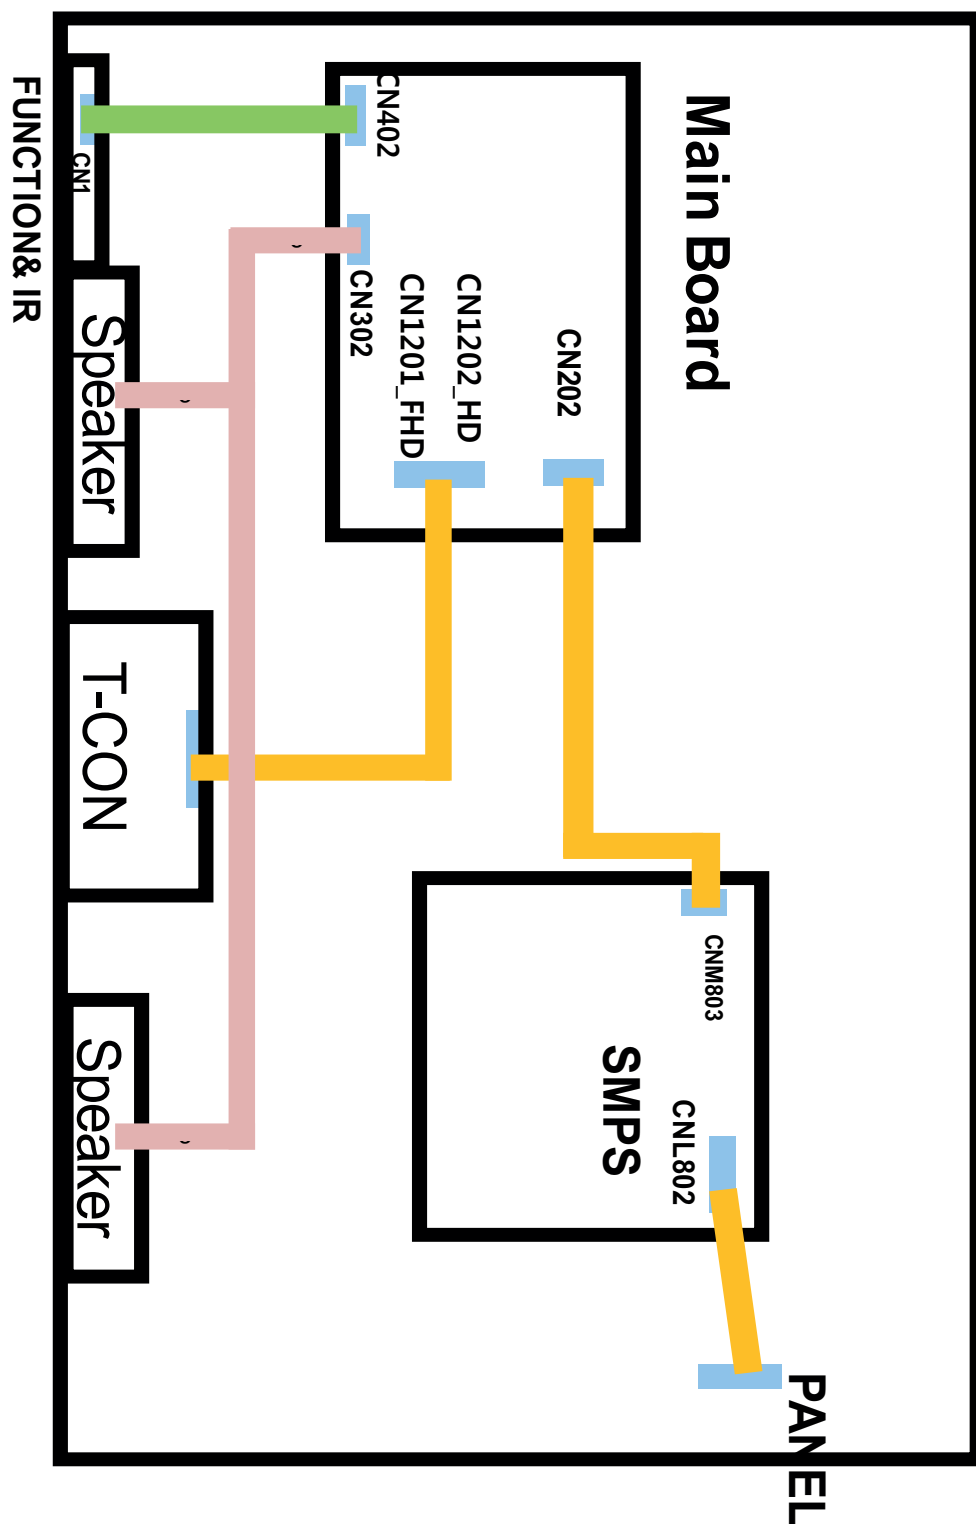 PANEL
Main Board
CNM803
CNL802
SMPS
CN202
CN1202_HD
CN1201_FHD
CN402
CN302
CN1
Speaker
T-CON
Speaker
FUNCTION& IR